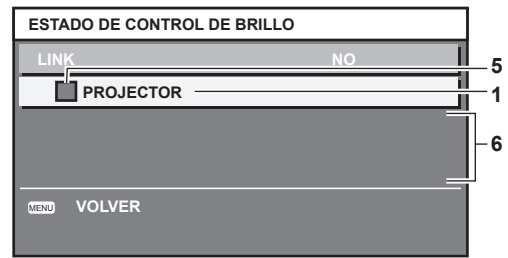 ESTADO DE CONTROL DE BRILLO
LINK NO
5
PROJECTOR
1
6
MENU VOLVER